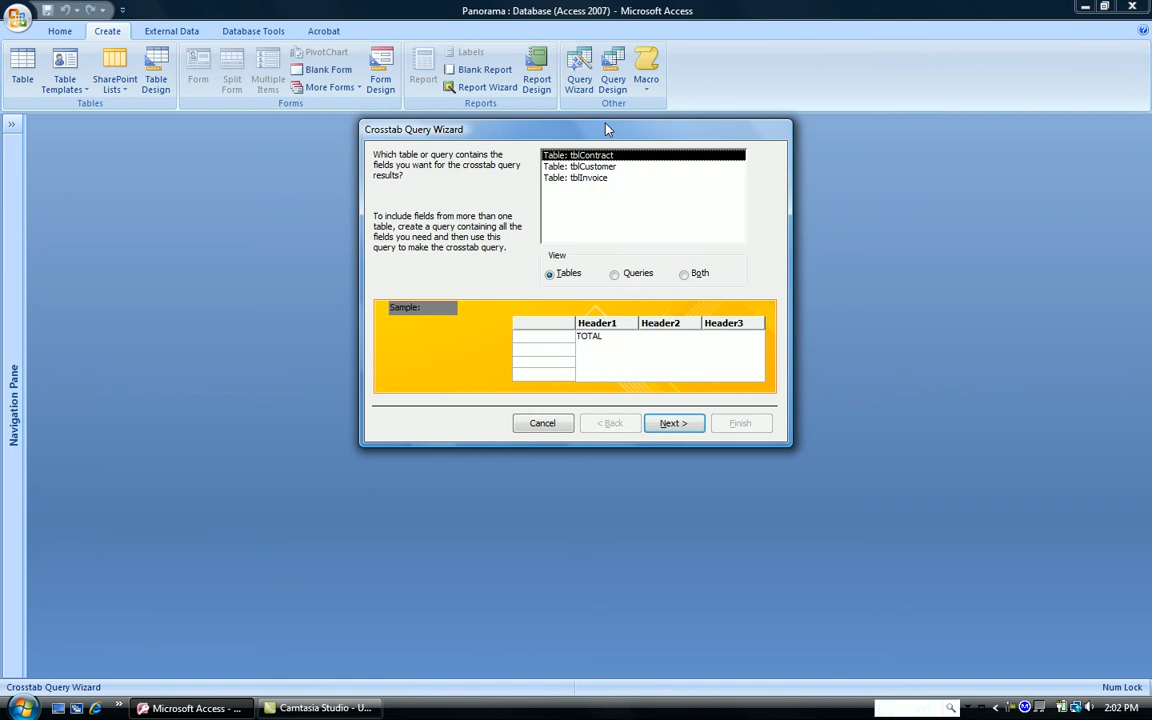 Panorama : Database (Access 2007) - Microsoft Access
Home
Create
External Data
Database Tools
Acrobat
Table
Table Templates
SharePoint Lists
Table Design
Tables
Form
Split Form
Multiple Items
PivotChart
Blank Form
More Forms
Form Design
Forms
Report
Labels
Blank Report
Report Wizard
Report Design
Reports
Query Wizard
Query Design
Macro
Other
»
Navigation Pane
Crosstab Query Wizard
Which table or query contains the
fields you want for the crosstab query
results?
To include fields from more than one
table, create a query containing all the
fields you need and then use this
query to make the crosstab query.
Table: tblContract
Table: tblCustomer
Table: tblInvoice
View
Tables
Queries
Both
Sample:
Header1
Header2
Header3
TOTAL
Cancel
< Back
Next >
Finish
Crosstab Query Wizard
Num Lock
»
Microsoft Access - ...
Camtasia Studio - U...
2:02 PM